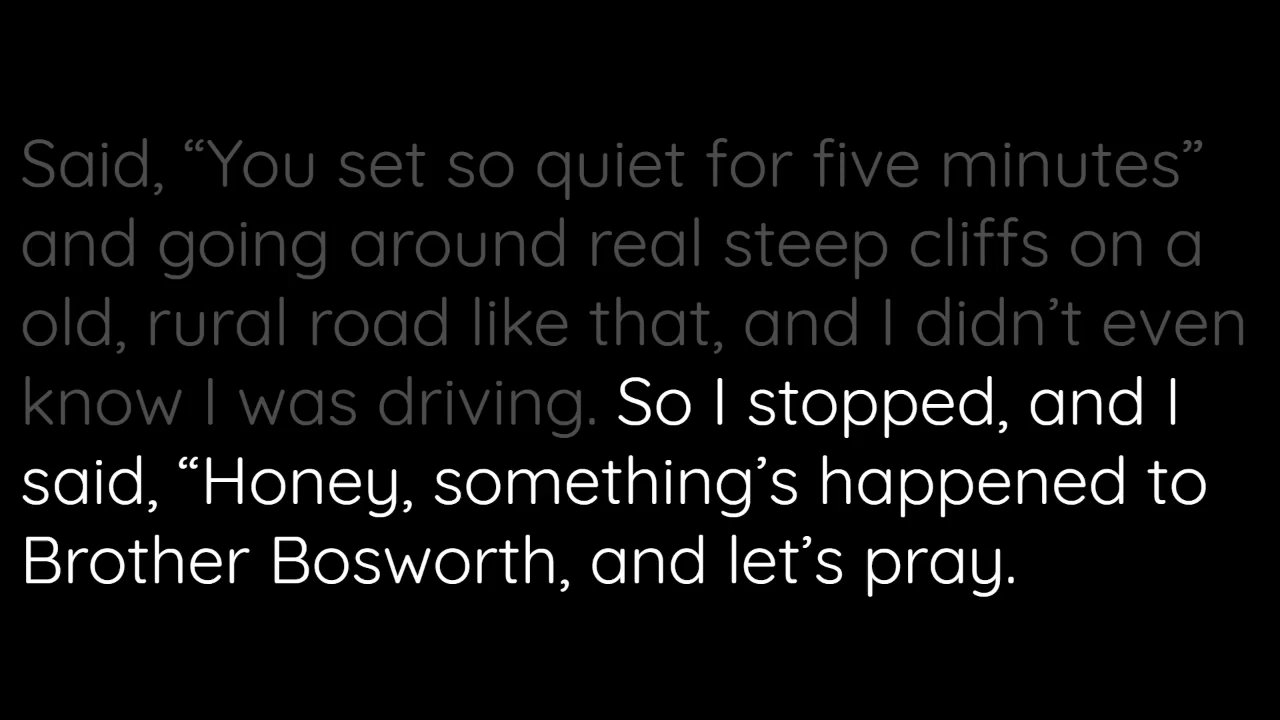 Said, “You set so quiet for five minutes”
and going around real steep cliffs on a
old, rural road like that, and I didn’t even
know I was driving. So I stopped, and I
said, “Honey, something’s happened to
Brother Bosworth, and let’s pray.